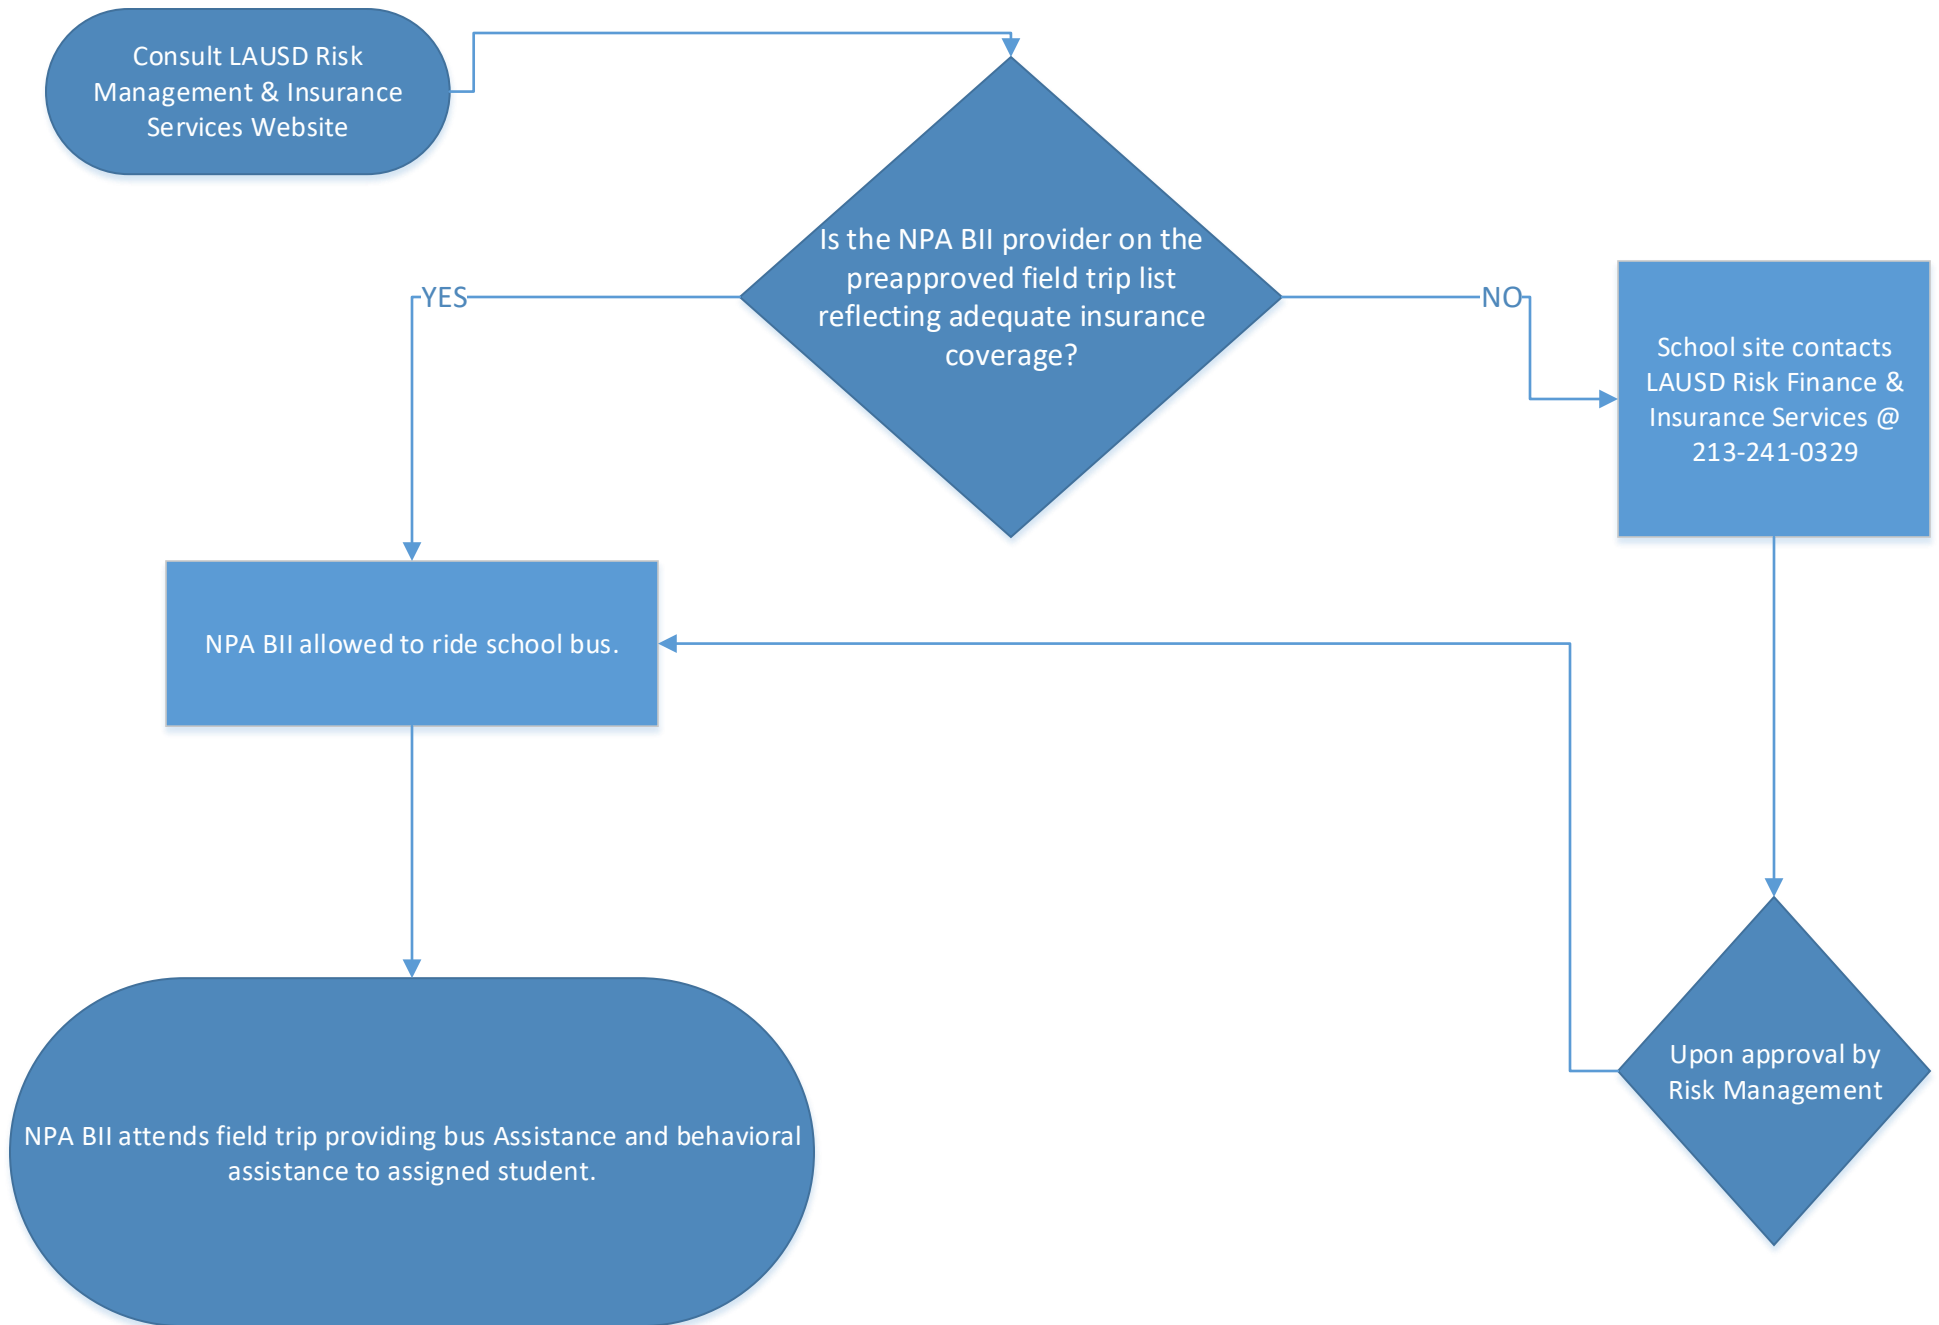 Consult LAUSD Risk
Management & Insurance
Services Website
Is the NPA BII provider on the
preapproved field trip list
reflecting adequate insurance
coverage?
YES
NO
School site contacts
LAUSD Risk Finance &
Insurance Services @
213-241-0329
NPA BII allowed to ride school bus.
Upon approval by
Risk Management
NPA BII attends field trip providing bus Assistance and behavioral
assistance to assigned student.